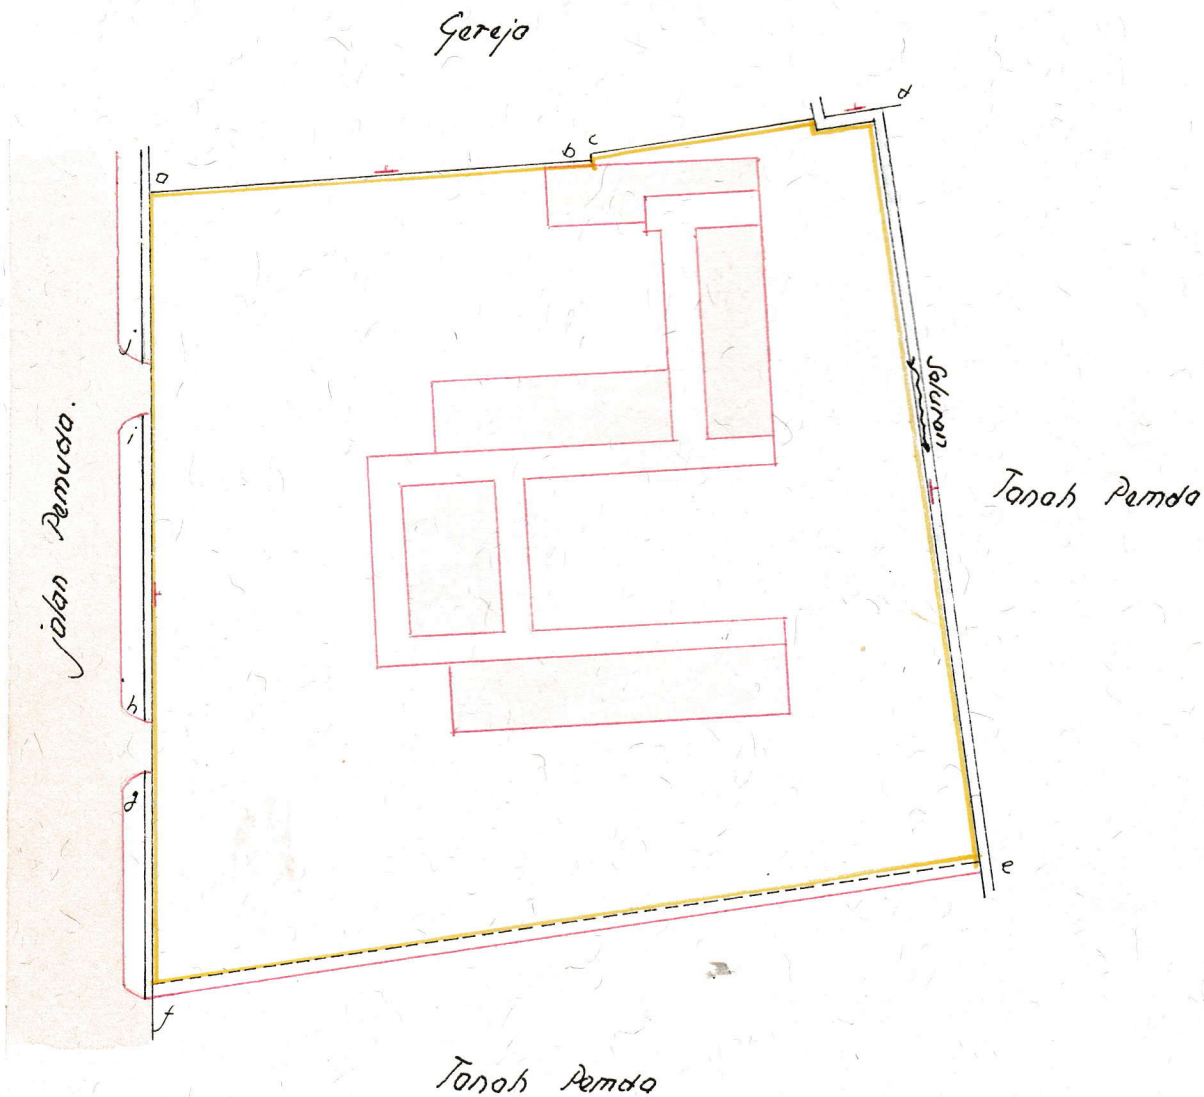 Gereja
d
b c
a
j
Saluran
jalan Pemuda.
i
Tanah Pemda
h
g
e
f
Tanah Pemda